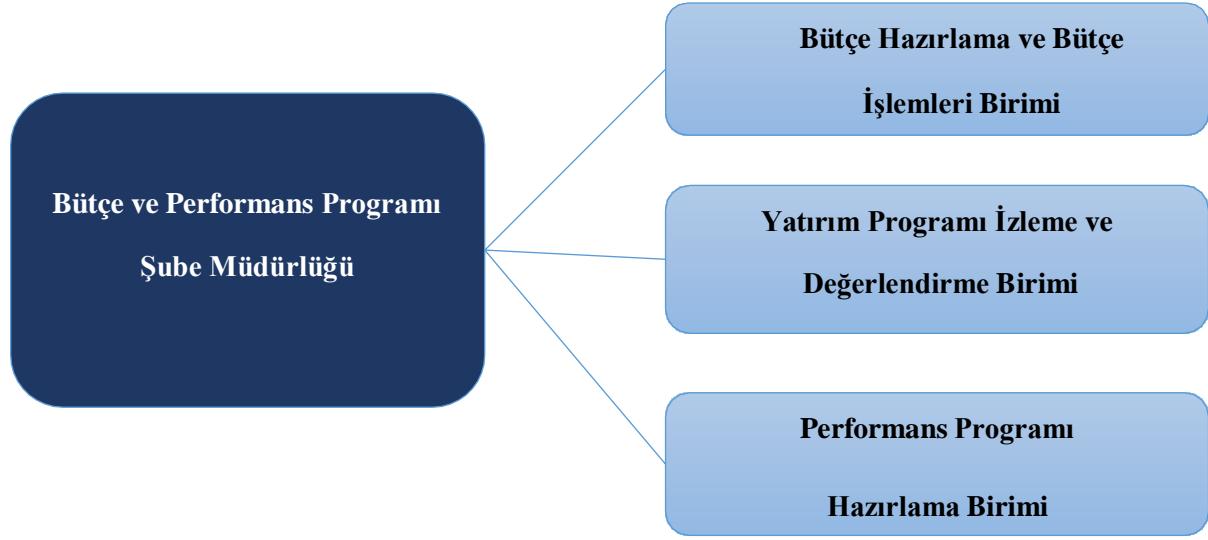 Bütçe ve Performans Programı
Şube Müdürlüğü
Bütçe Hazırlama ve Bütçe
İşlemleri Birimi
Yatırım Programı İzleme ve
Değerlendirme Birimi
Performans Programı
Hazırlama Birimi